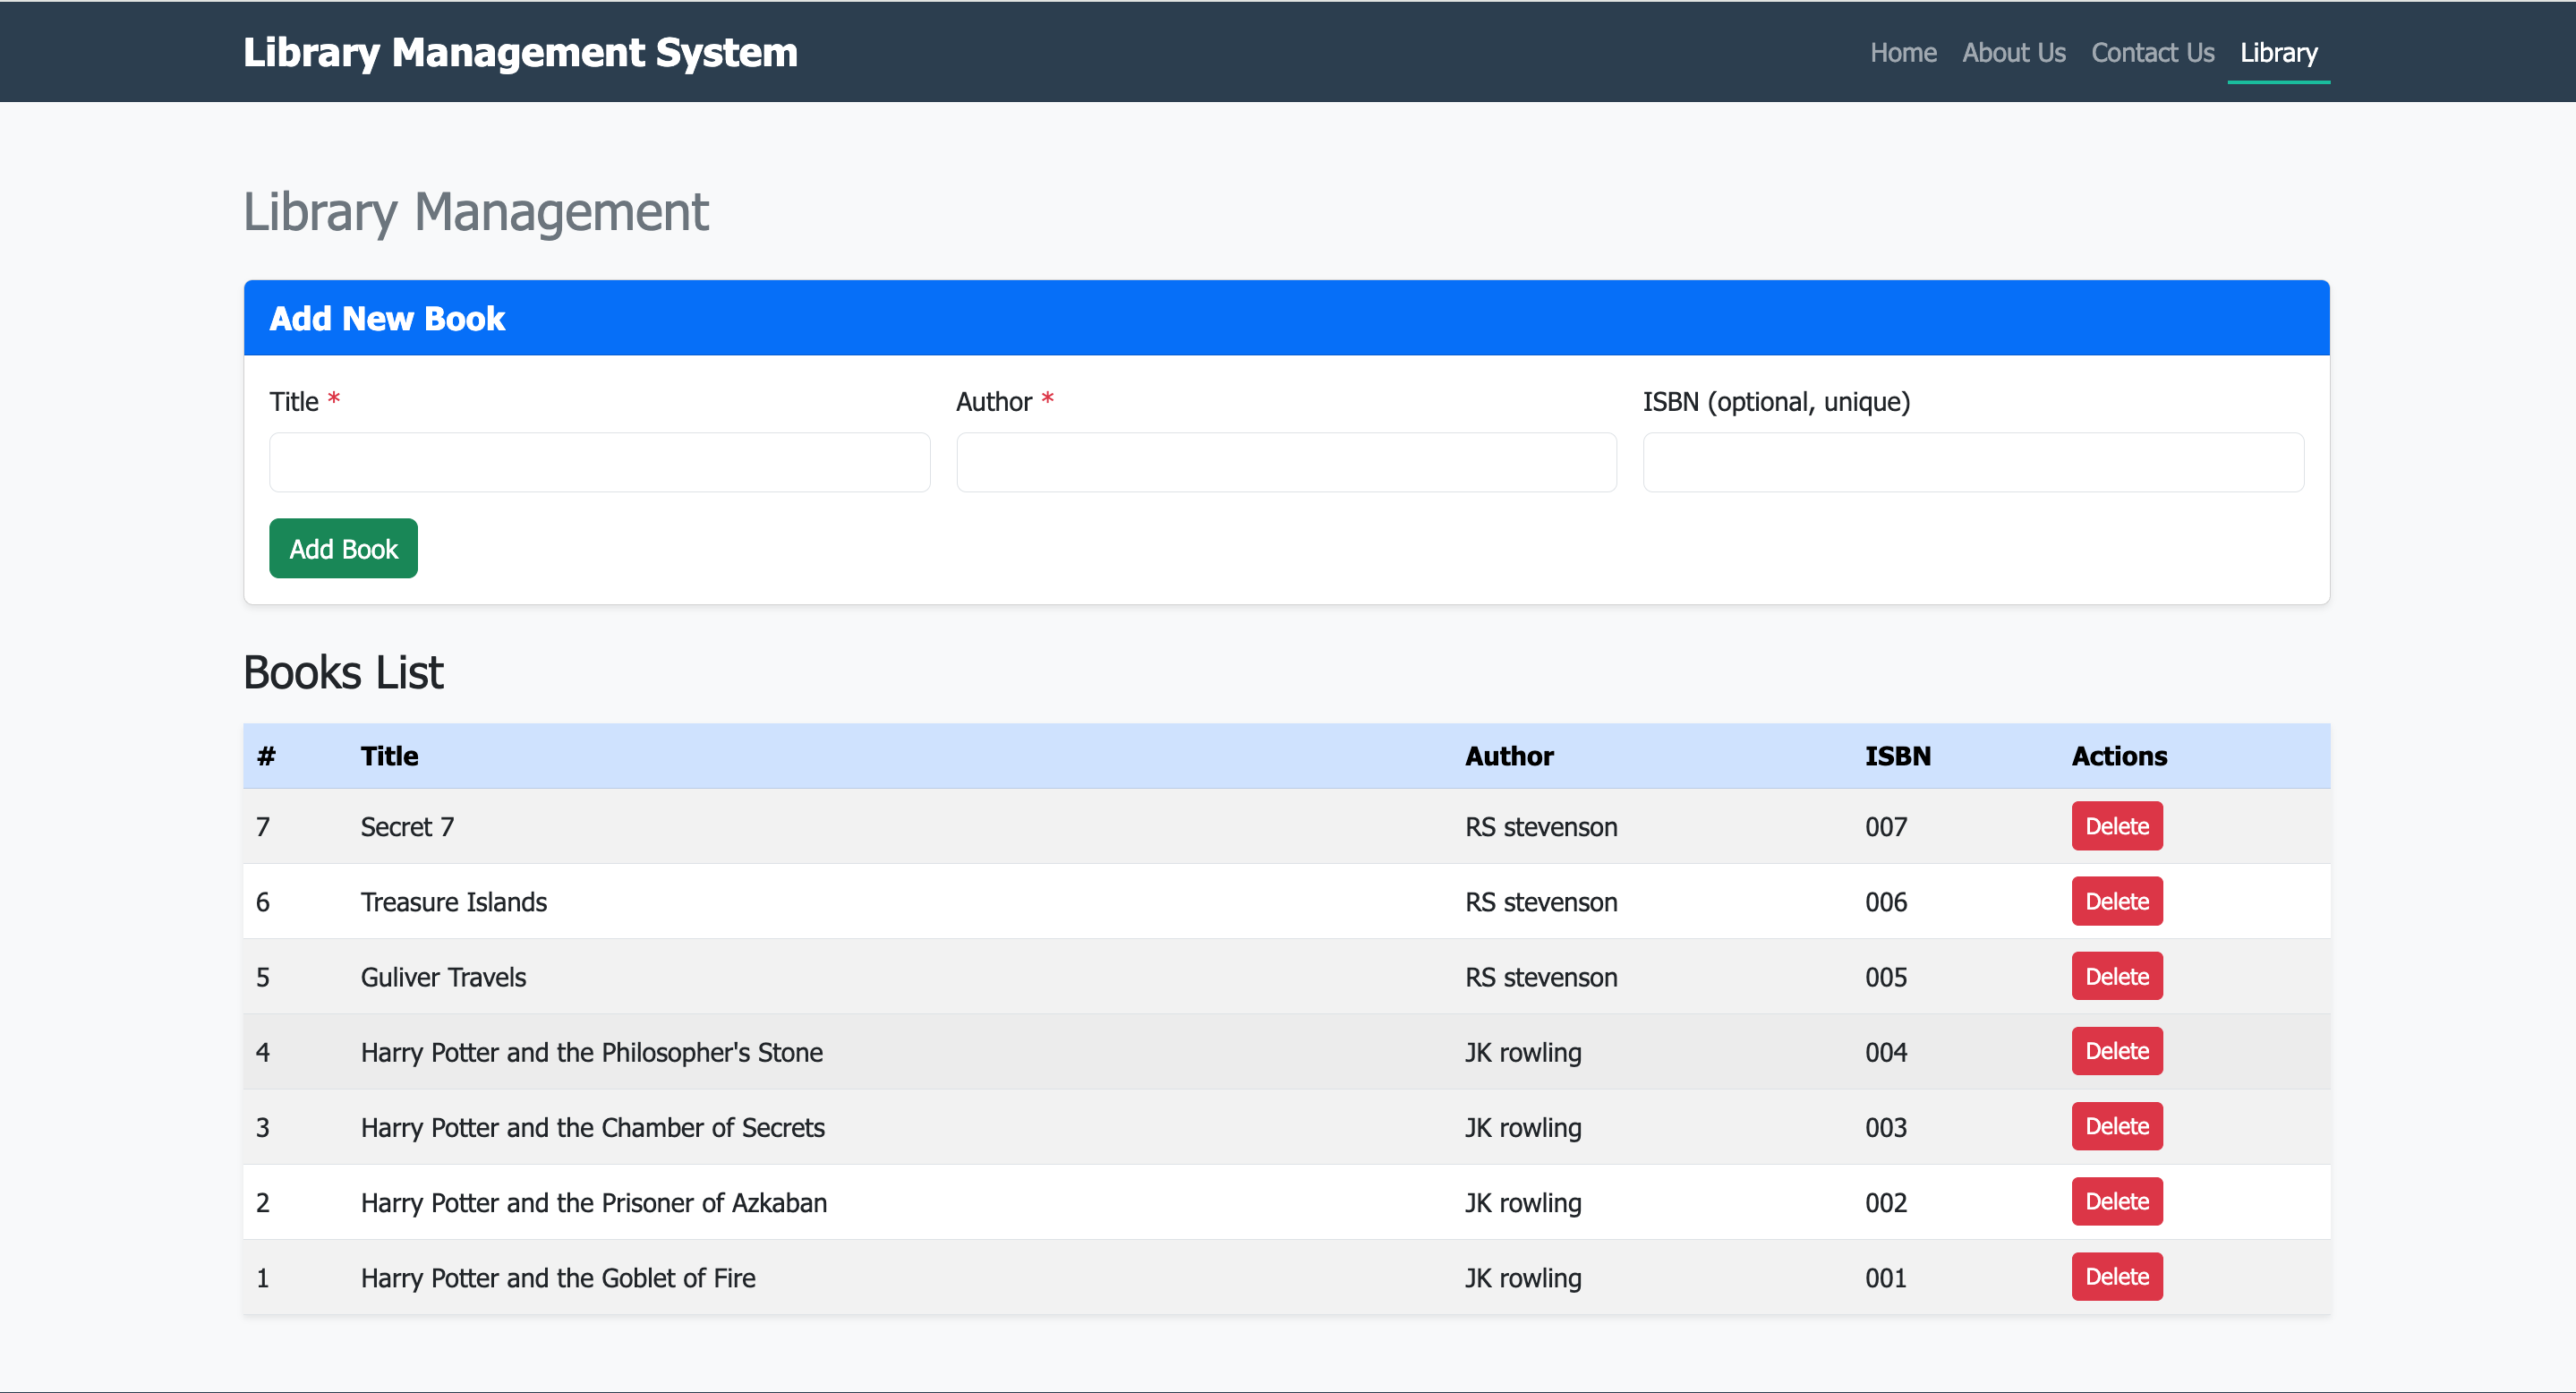 Library Management System
Home About Us Contact Us Library
Library Management
Add New Book
Title * Author * ISBN (optional, unique)
Add Book
Books List
# Title Author ISBN Actions
7 Secret 7 RS stevenson 007 Delete
6 Treasure Islands RS stevenson 006 Delete
5 Guliver Travels RS stevenson 005 Delete
4 Harry Potter and the Philosopher's Stone JK rowling 004 Delete
3 Harry Potter and the Chamber of Secrets JK rowling 003 Delete
2 Harry Potter and the Prisoner of Azkaban JK rowling 002 Delete
1 Harry Potter and the Goblet of Fire JK rowling 001 Delete